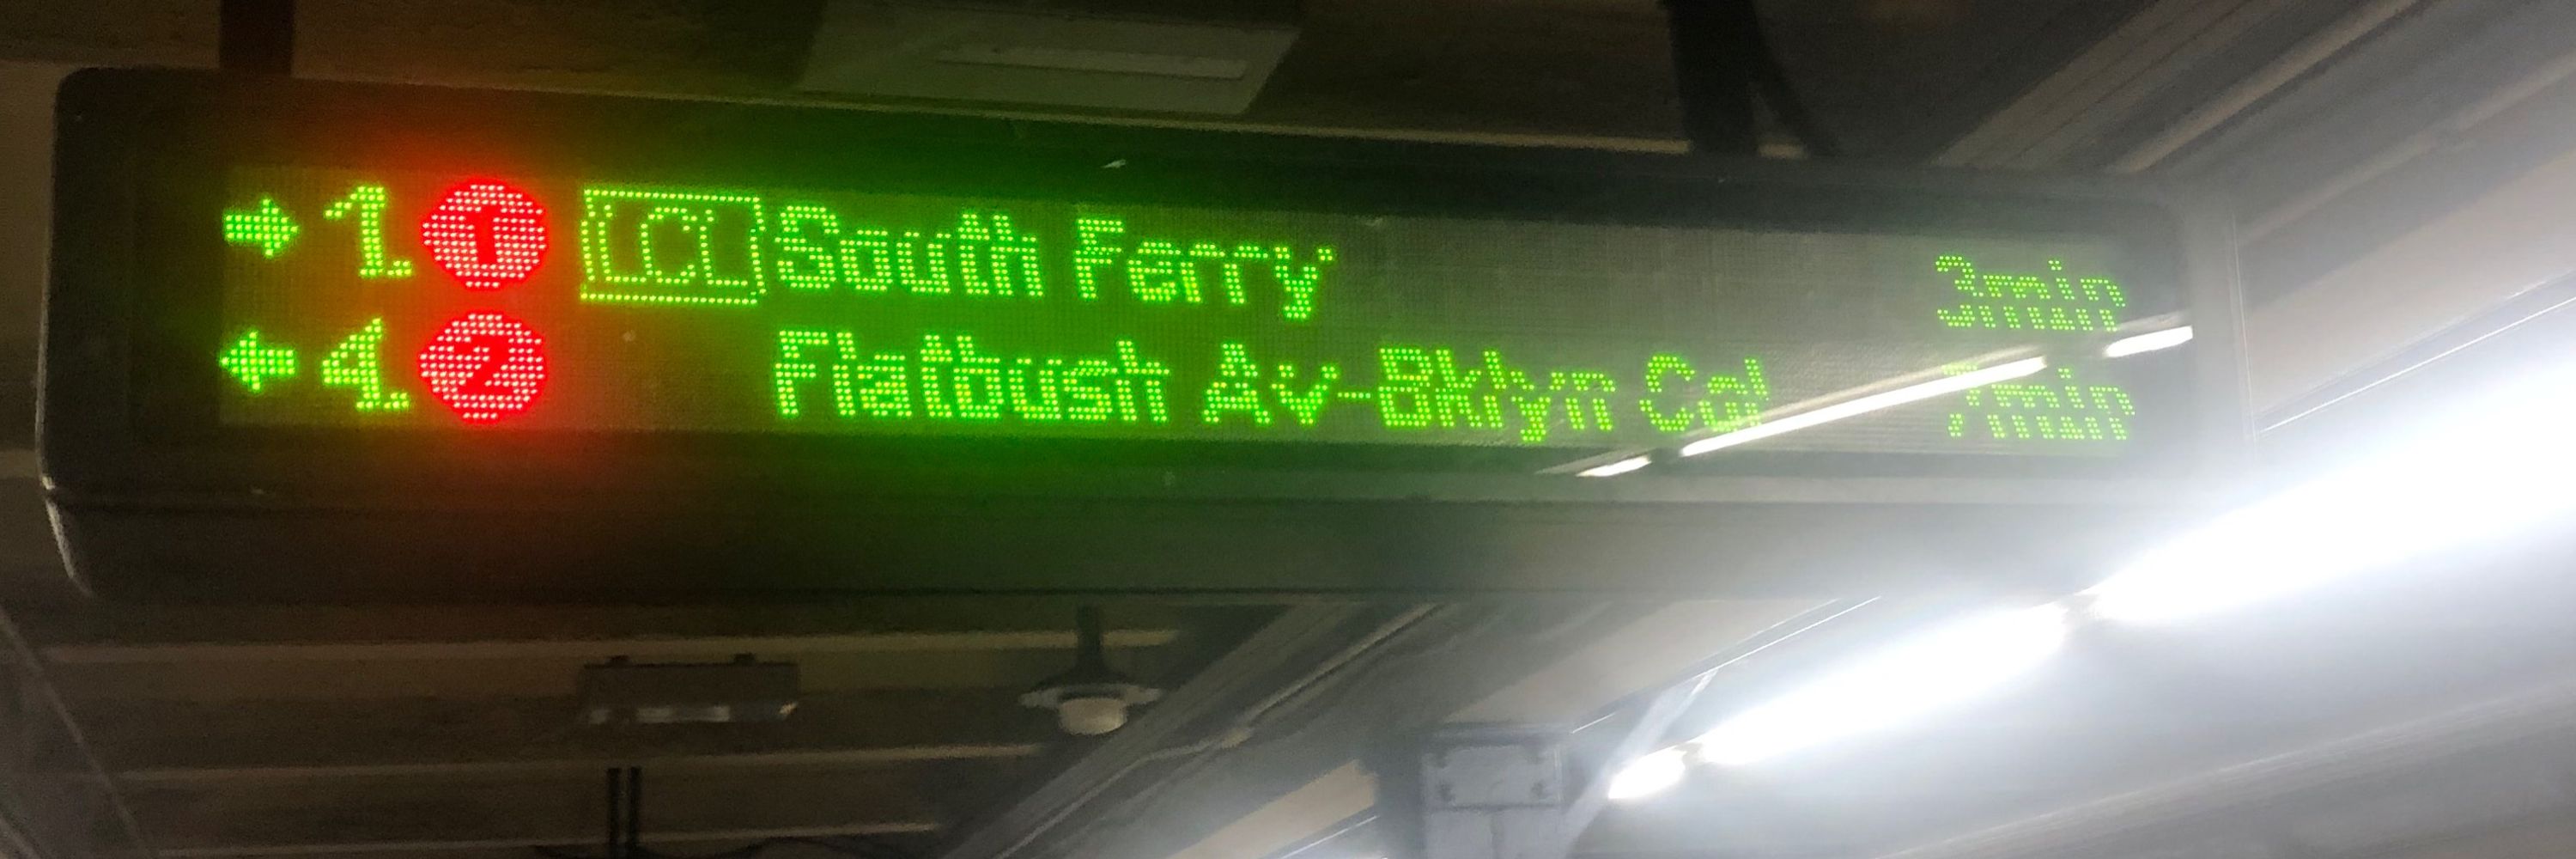 → 1. 1 LCL South Ferry 3min
← 4. 2 Flatbush Av-Bklyn Col 7min